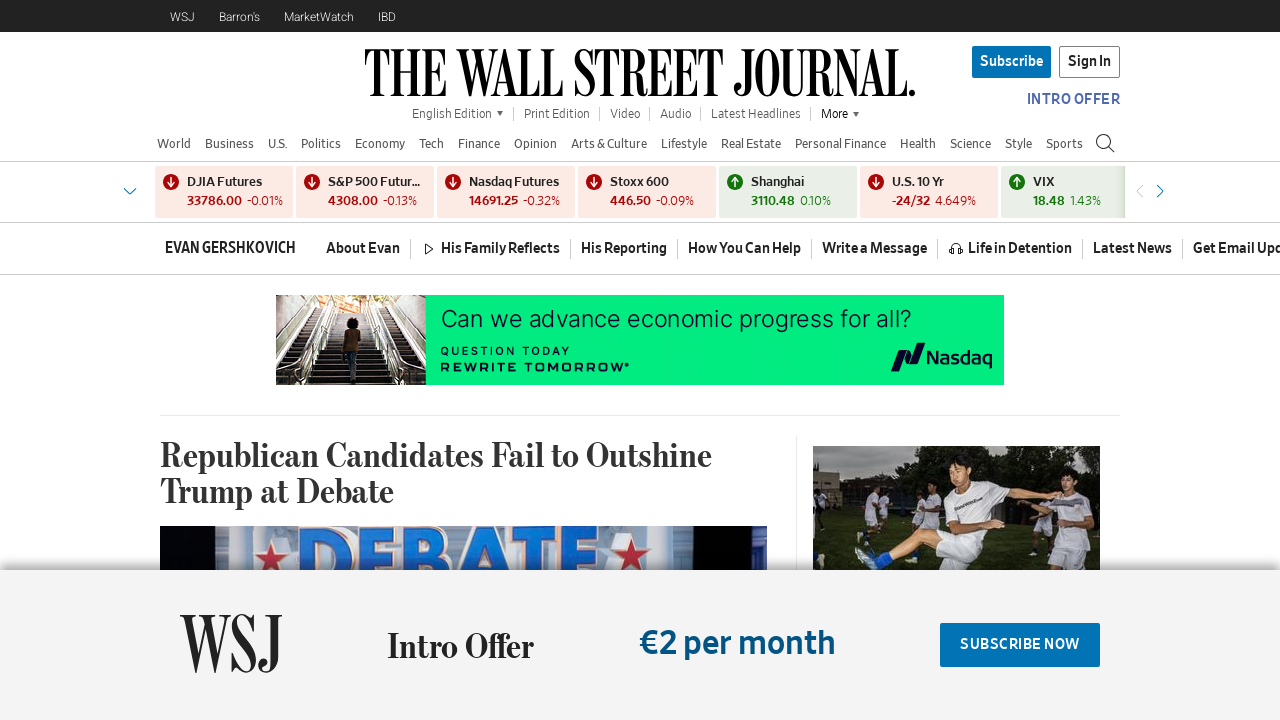 WSJ Barron's MarketWatch IBD
THE WALL STREET JOURNAL.
Subscribe Sign In
INTRO OFFER
English Edition Print Edition Video Audio Latest Headlines More
World Business U.S. Politics Economy Tech Finance Opinion Arts & Culture Lifestyle Real Estate Personal Finance Health Science Style Sports
DJIA Futures
33786.00 -0.01%
S&P 500 Futur...
4308.00 -0.13%
Nasdaq Futures
14691.25 -0.32%
Stoxx 600
446.50 -0.09%
Shanghai
3110.48 0.10%
U.S. 10 Yr
-24/32 4.649%
VIX
18.48 1.43%
EVAN GERSHKOVICH About Evan His Family Reflects His Reporting How You Can Help Write a Message Life in Detention Latest News Get Email Upd
Can we advance economic progress for all?
QUESTION TODAY
REWRITE TOMORROW®
Nasdaq
Republican Candidates Fail to Outshine
Trump at Debate
DEBATE
WSJ
Intro Offer
€2 per month
SUBSCRIBE NOW